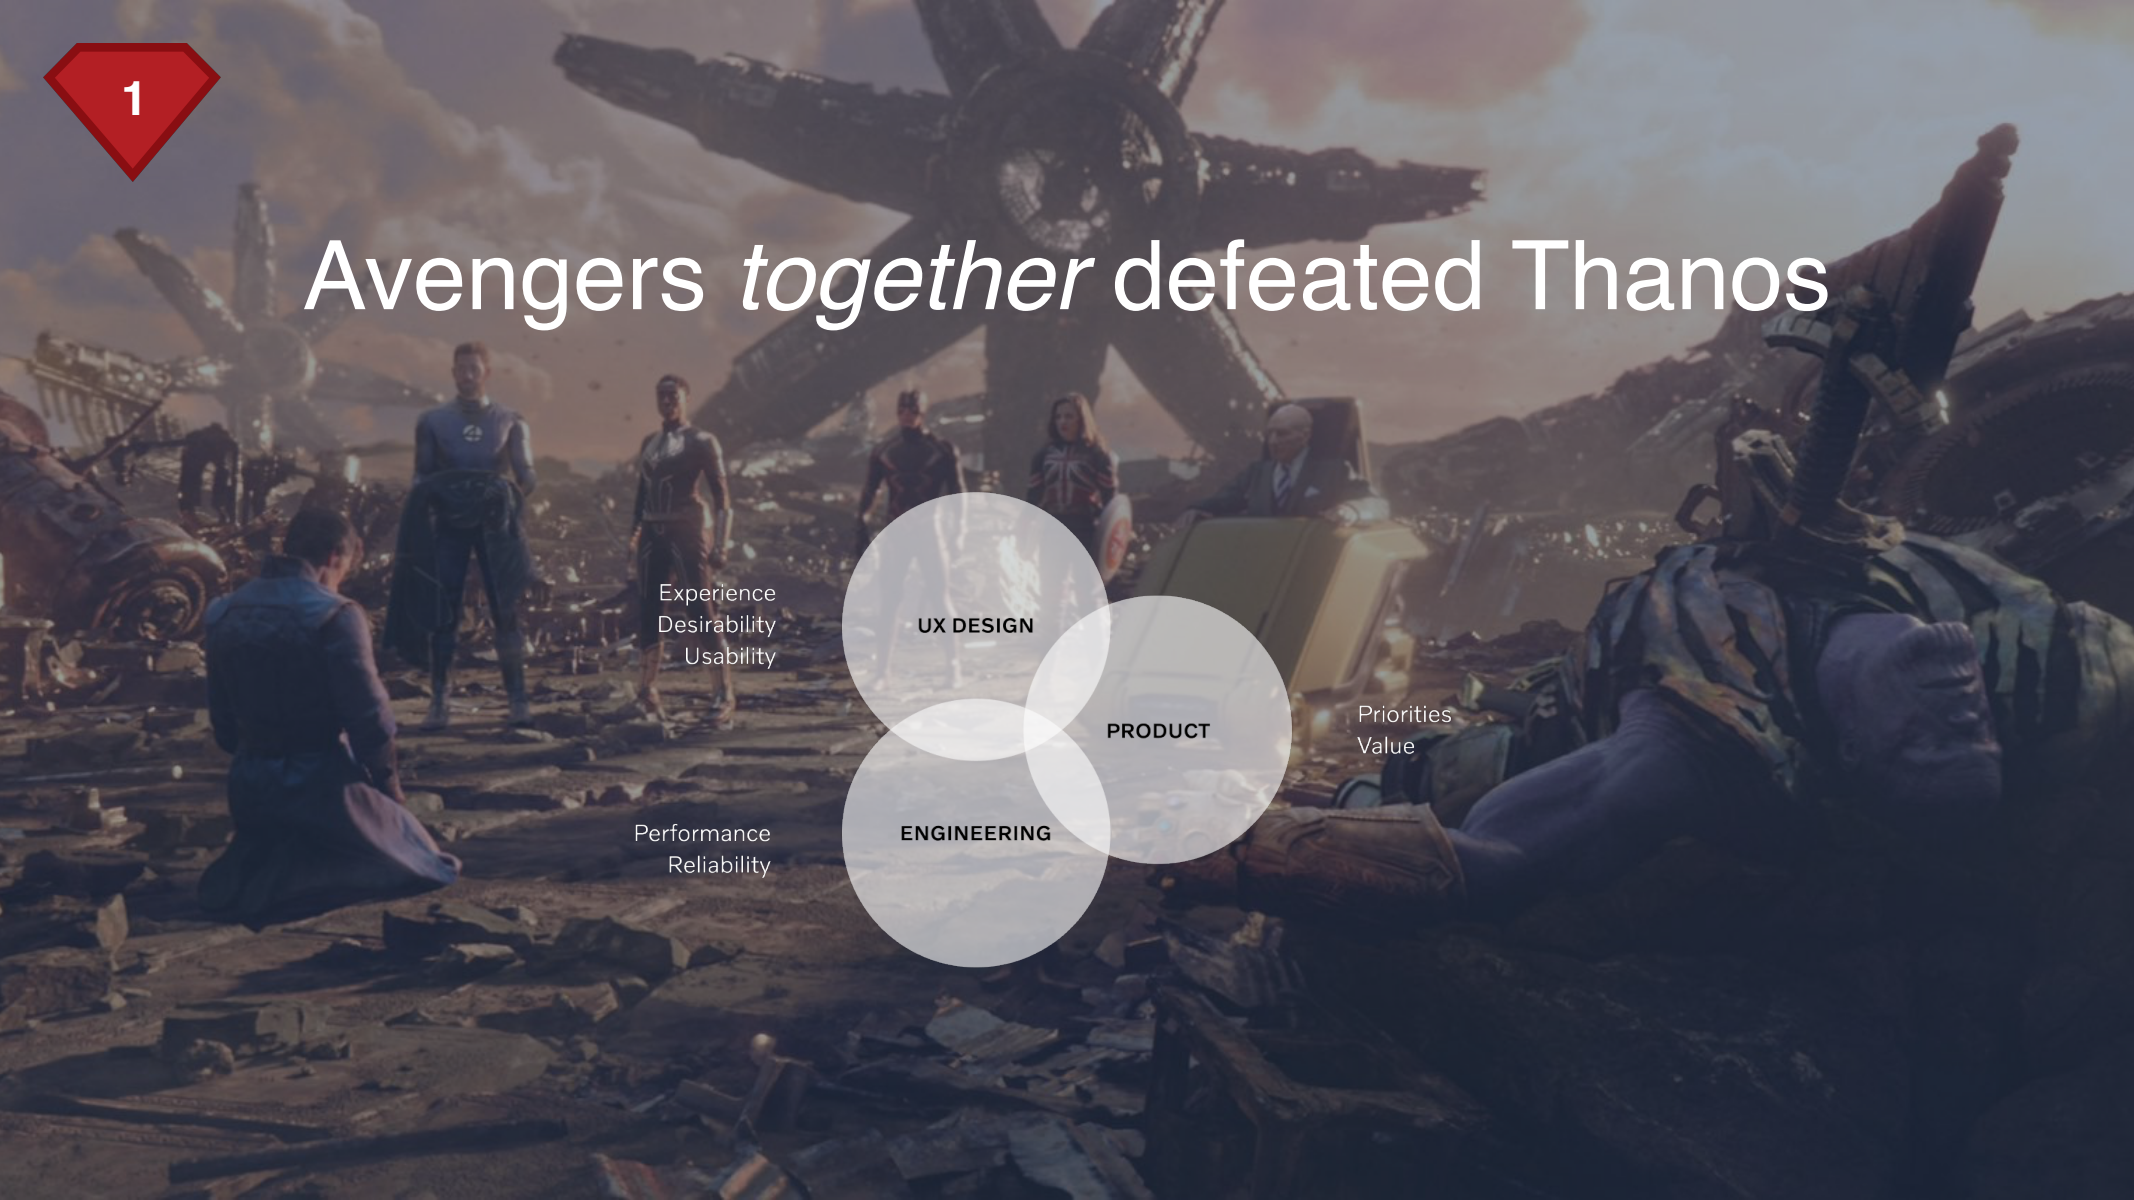 1
Avengers together defeated Thanos
Experience
Desirability
Usability
UX DESIGN
PRODUCT
Priorities
Value
Performance
Reliability
ENGINEERING